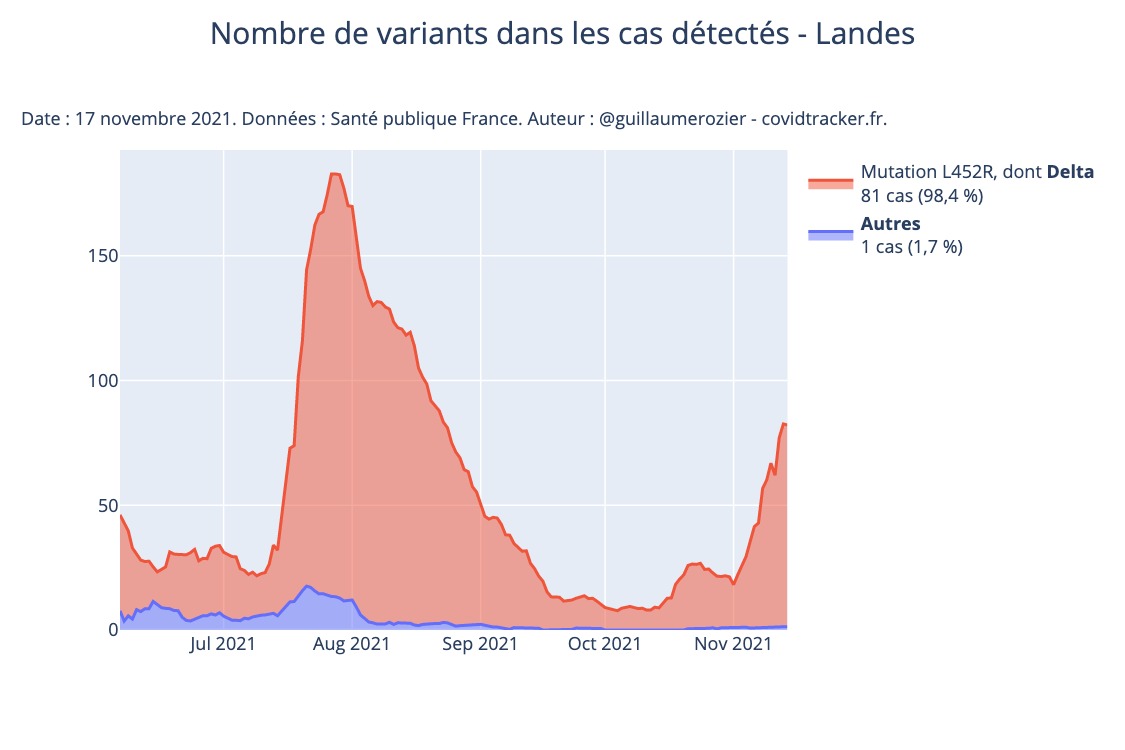 Nombre de variants dans les cas détectés - Landes
Date : 17 novembre 2021. Données : Santé publique France. Auteur : @guillaumerozier - covidtracker.fr.
Mutation L452R, dont Delta
81 cas (98,4 %)
Autres
1 cas (1,7 %)
150
100
50
0
Jul 2021
Aug 2021
Sep 2021
Oct 2021
Nov 2021